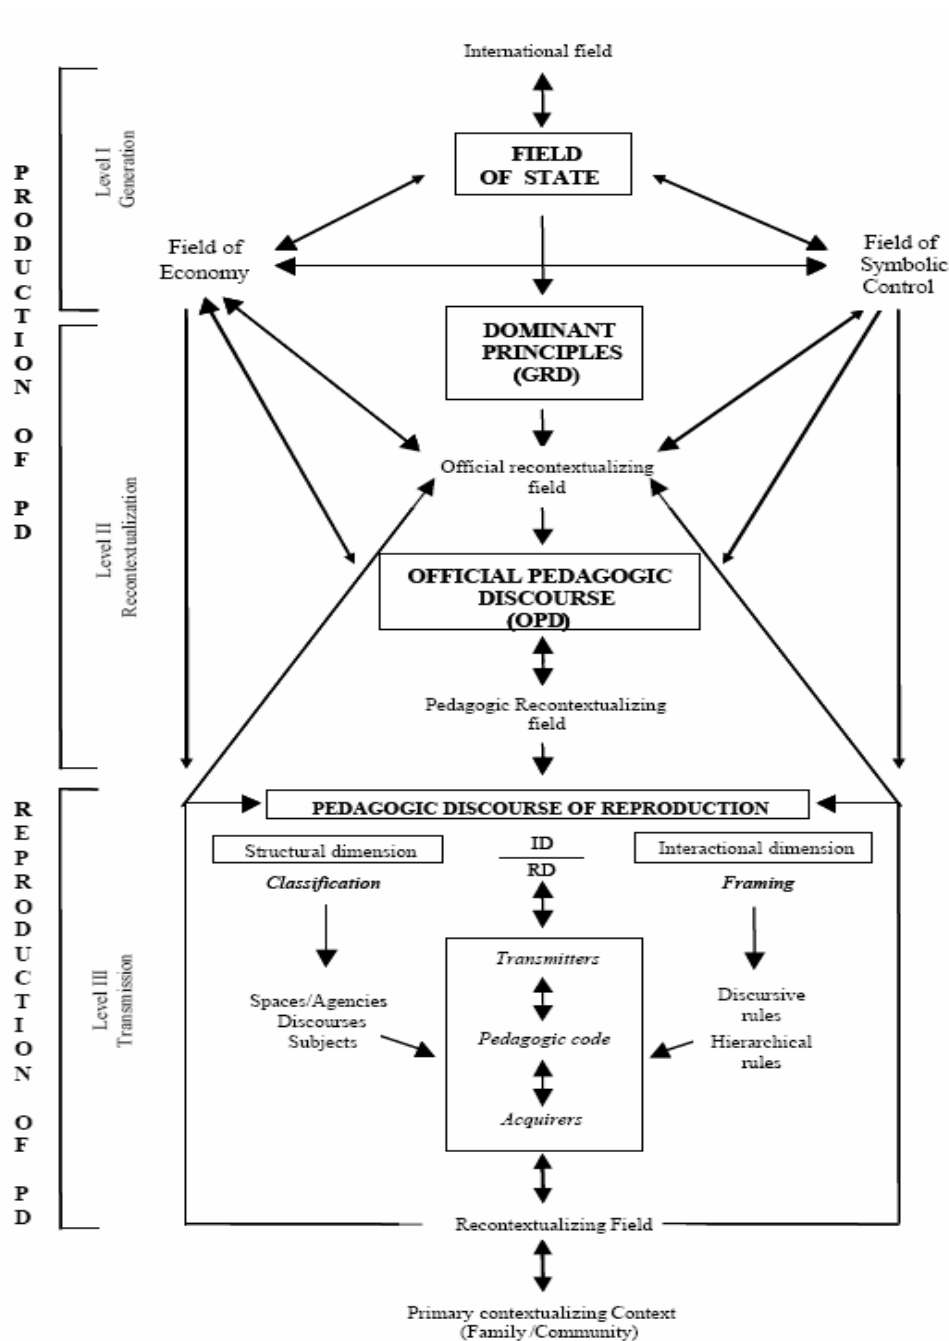 International field
PRODUCTION OF PD
Level I
Generation
FIELD
OF STATE
Field of
Economy
Field of
Symbolic
Control
DOMINANT
PRINCIPLES
(GRD)
Level II
Recontextualization
Official recontextualizing
field
OFFICIAL PEDAGOGIC
DISCOURSE
(OPD)
Pedagogic Recontextualizing
field
REPRODUCTION OF PD
Level III
Transmission
PEDAGOGIC DISCOURSE OF REPRODUCTION
Structural dimension
Classification
ID
RD
Interactional dimension
Framing
Spaces/Agencies
Discourses
Subjects
Transmitters
Pedagogic code
Acquirers
Discursive
rules
Hierarchical
rules
Recontextualizing Field
Primary contextualizing Context
(Family /Community)